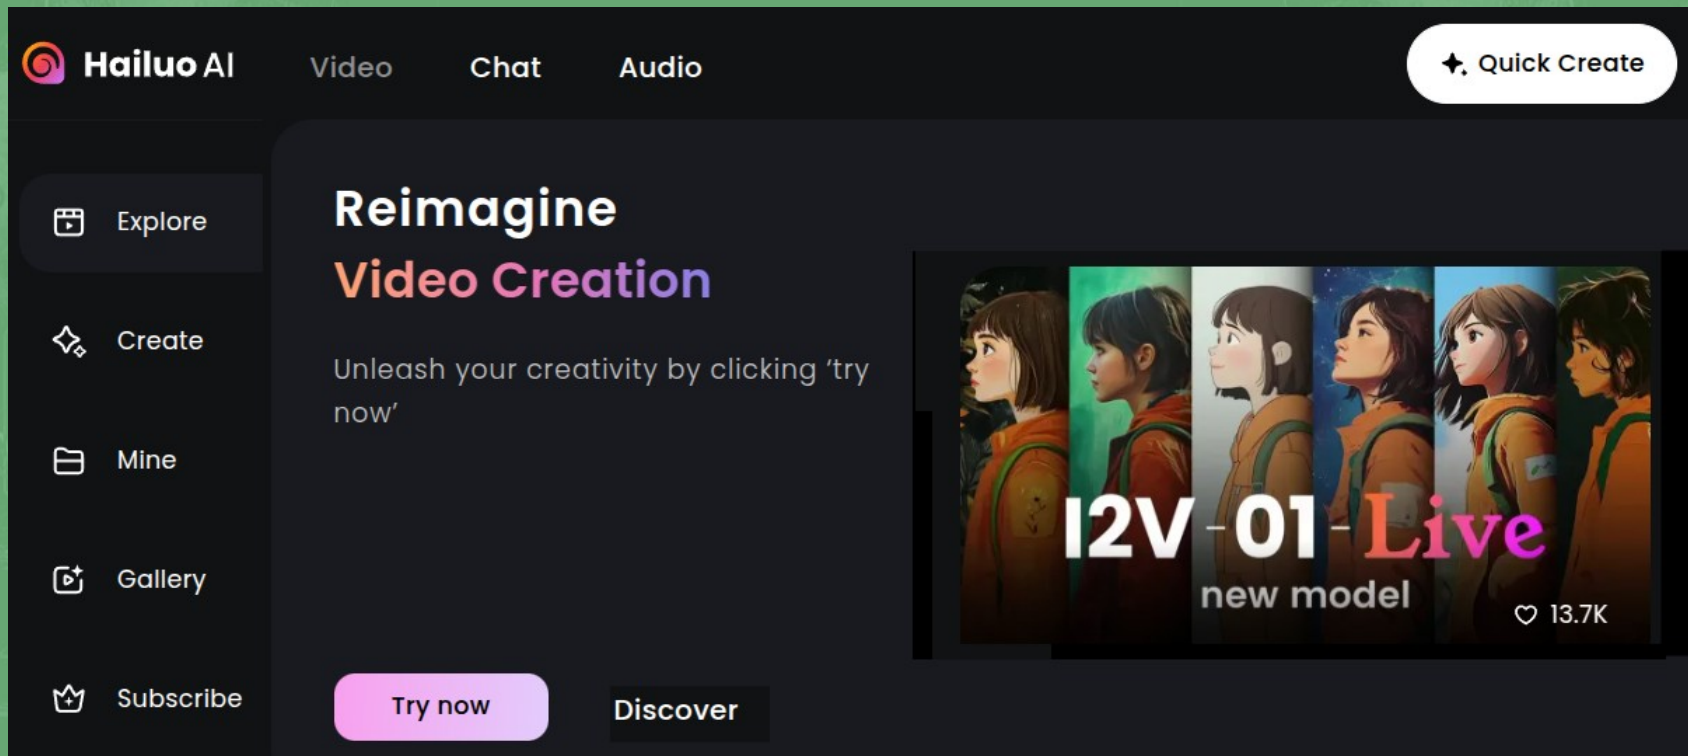 Hailuo AI
Video
Chat
Audio
Quick Create
Explore
Create
Mine
Gallery
Subscribe
Reimagine
Video Creation
Unleash your creativity by clicking ‘try
now’
Try now
Discover
I2V-01-Live
new model
13.7K